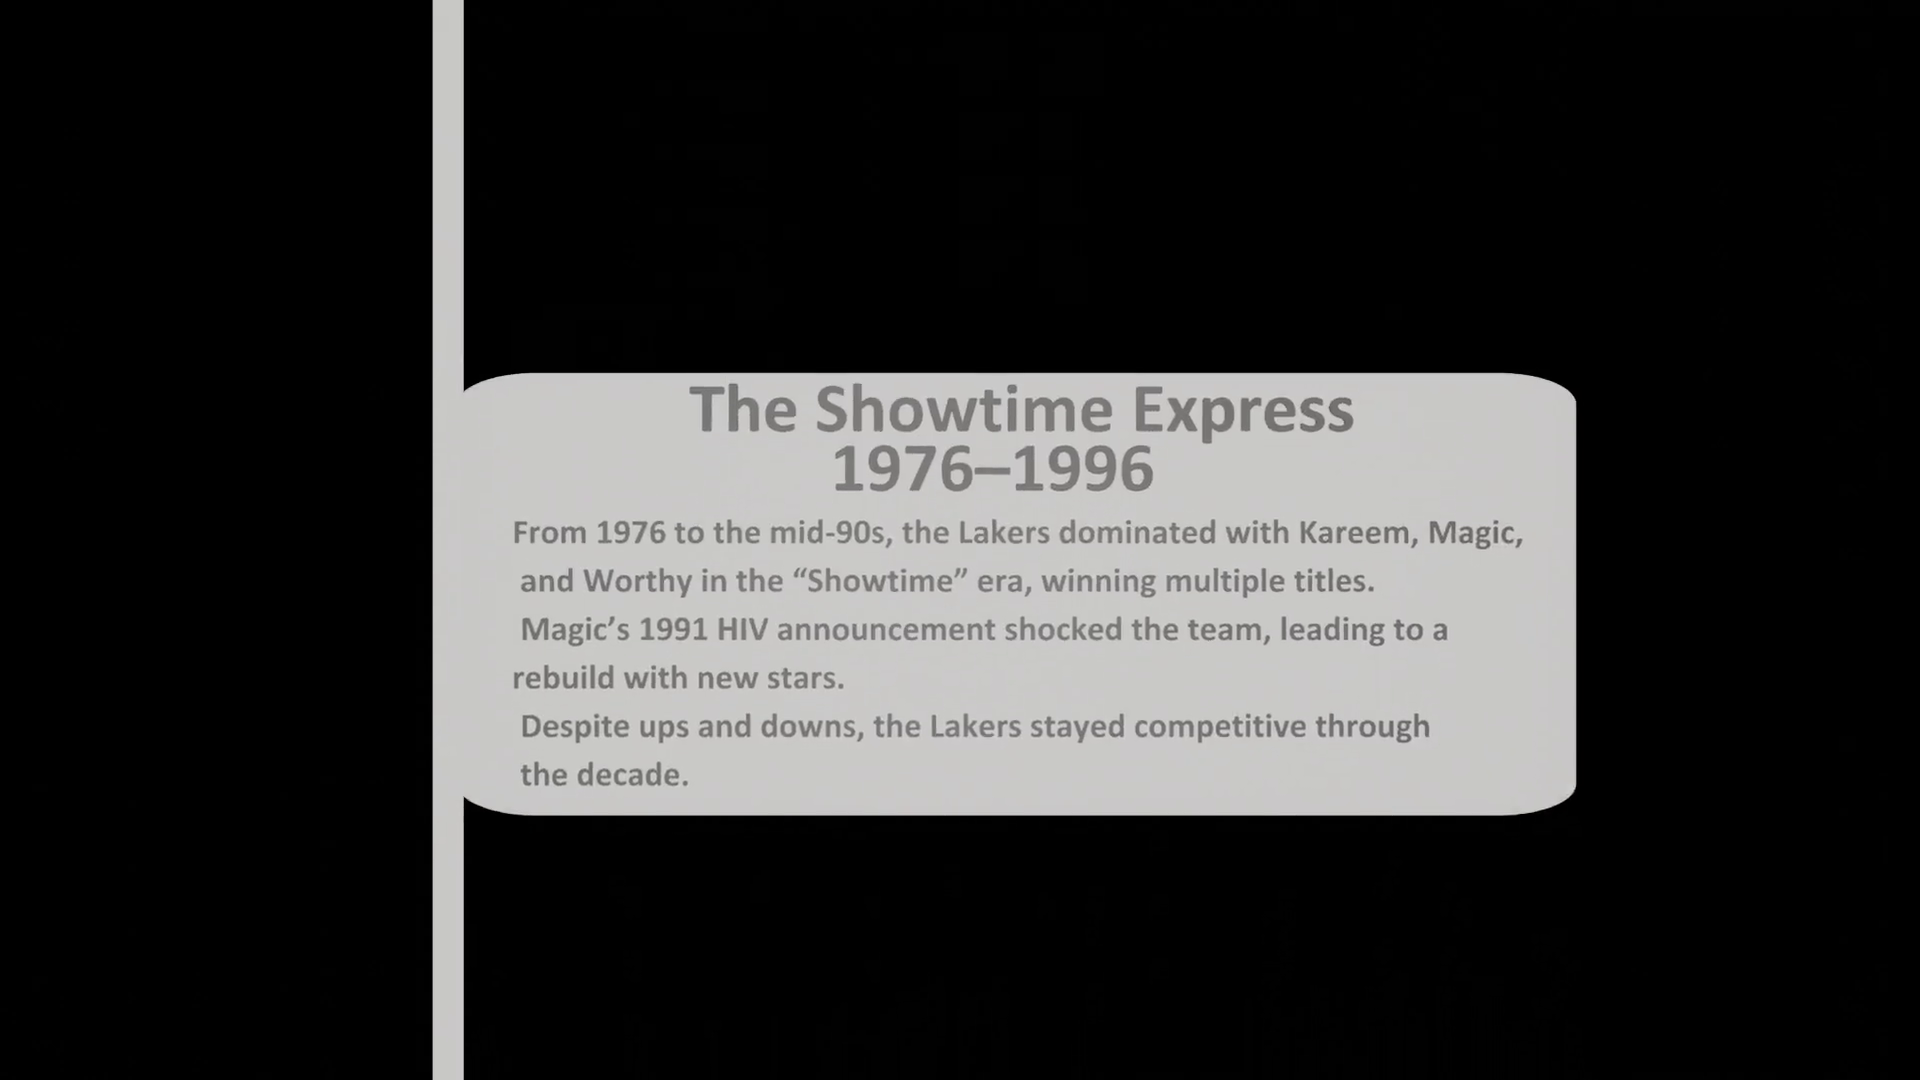 The Showtime Express
1976–1996
From 1976 to the mid-90s, the Lakers dominated with Kareem, Magic,
and Worthy in the “Showtime” era, winning multiple titles.
Magic’s 1991 HIV announcement shocked the team, leading to a
rebuild with new stars.
Despite ups and downs, the Lakers stayed competitive through
the decade.